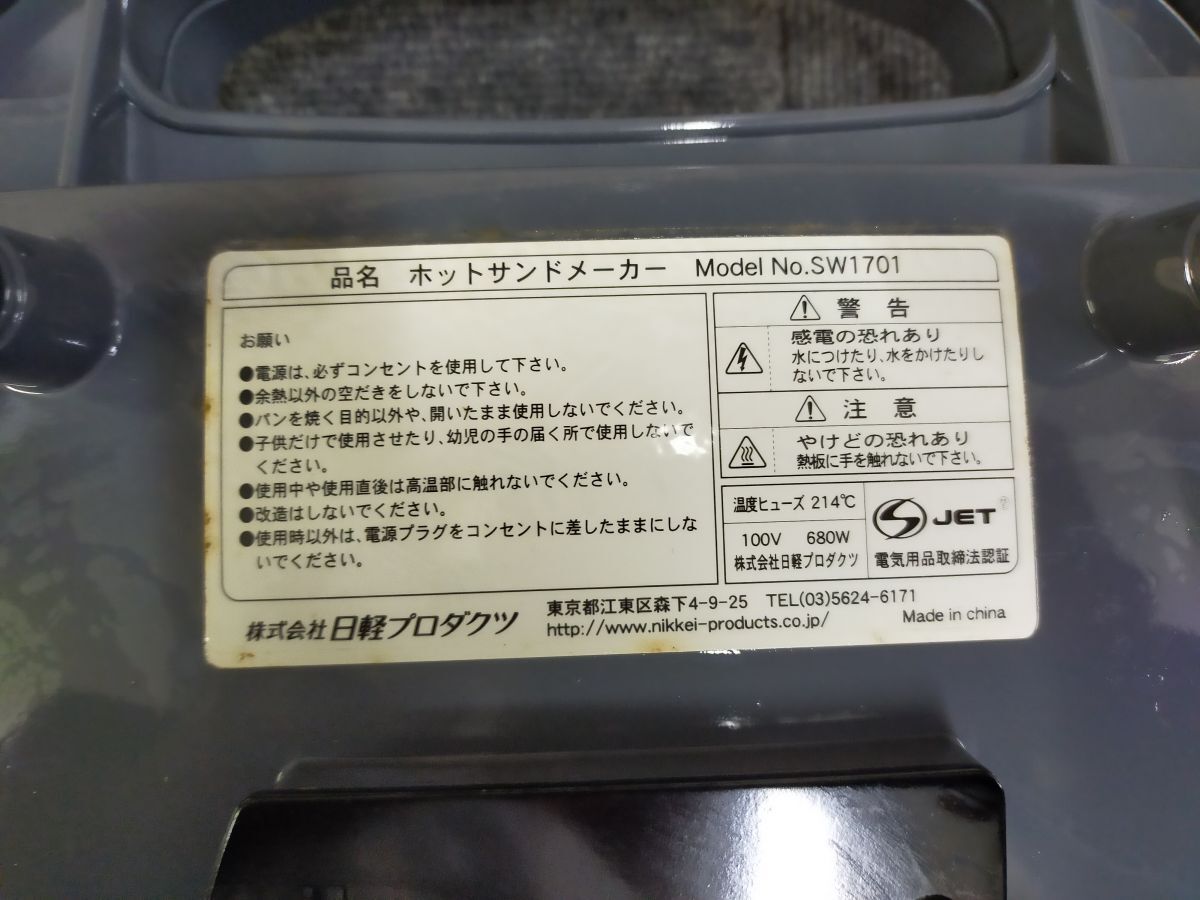 品名 ホットサンドメーカー Model No.SW1701
お願い
●電源は、必ずコンセントを使用して下さい。
●余熱以外の空だきをしないで下さい。
●パンを焼く目的以外や、開いたまま使用しないでください。
●子供だけで使用させたり、幼児の手の届く所で使用しないで
ください。
●使用中や使用直後は高温部に触れないでください。
●改造はしないでください。
●使用時以外は、電源プラグをコンセントに差したままにしな
いでください。
警告
感電の恐れあり
水につけたり、水をかけたりし
ないで下さい。
注意
やけどの恐れあり
熱板に手を触れないで下さい。
温度ヒューズ 214℃
100V 680W
株式会社日軽プロダクツ
JET
電気用品取締法認証
株式会社日軽プロダクツ
東京都江東区森下4-9-25 TEL(03)5624-6171
http://www.nikkei-products.co.jp/
Made in china